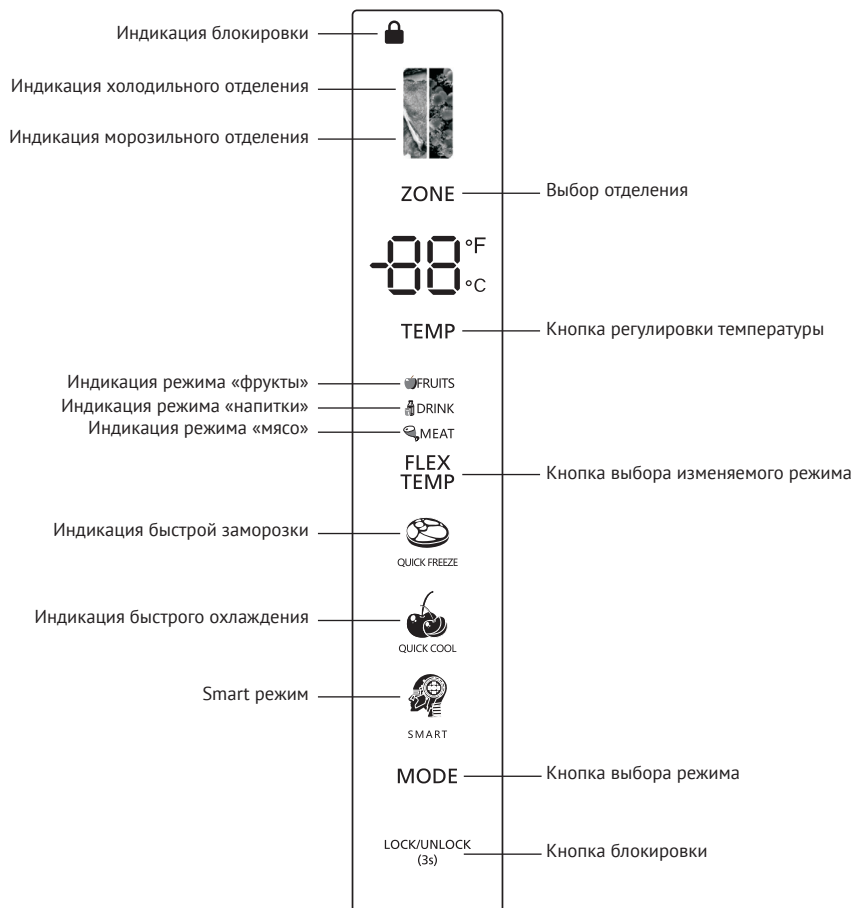 Индикация блокировки
Индикация холодильного отделения
Индикация морозильного отделения
ZONE
Выбор отделения
-88 °F
°C
TEMP
Кнопка регулировки температуры
Индикация режима «фрукты»
FRUITS
Индикация режима «напитки»
DRINK
Индикация режима «мясо»
MEAT
FLEX
TEMP
Кнопка выбора изменяемого режима
Индикация быстрой заморозки
QUICK FREEZE
Индикация быстрого охлаждения
QUICK COOL
Smart режим
SMART
MODE
Кнопка выбора режима
LOCK/UNLOCK
(3s)
Кнопка блокировки